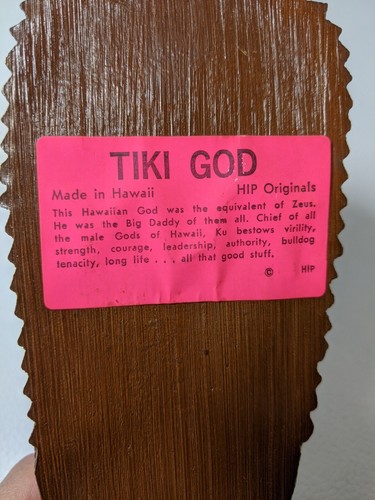 TIKI GOD
Made in Hawaii HIP Originals
This Hawaiian God was the equivalent of Zeus.
He was the Big Daddy of them all. Chief of all
the male Gods of Hawaii, Ku bestows virility,
strength, courage, leadership, authority, bulldog
tenacity, long life . . . all that good stuff.
© HIP